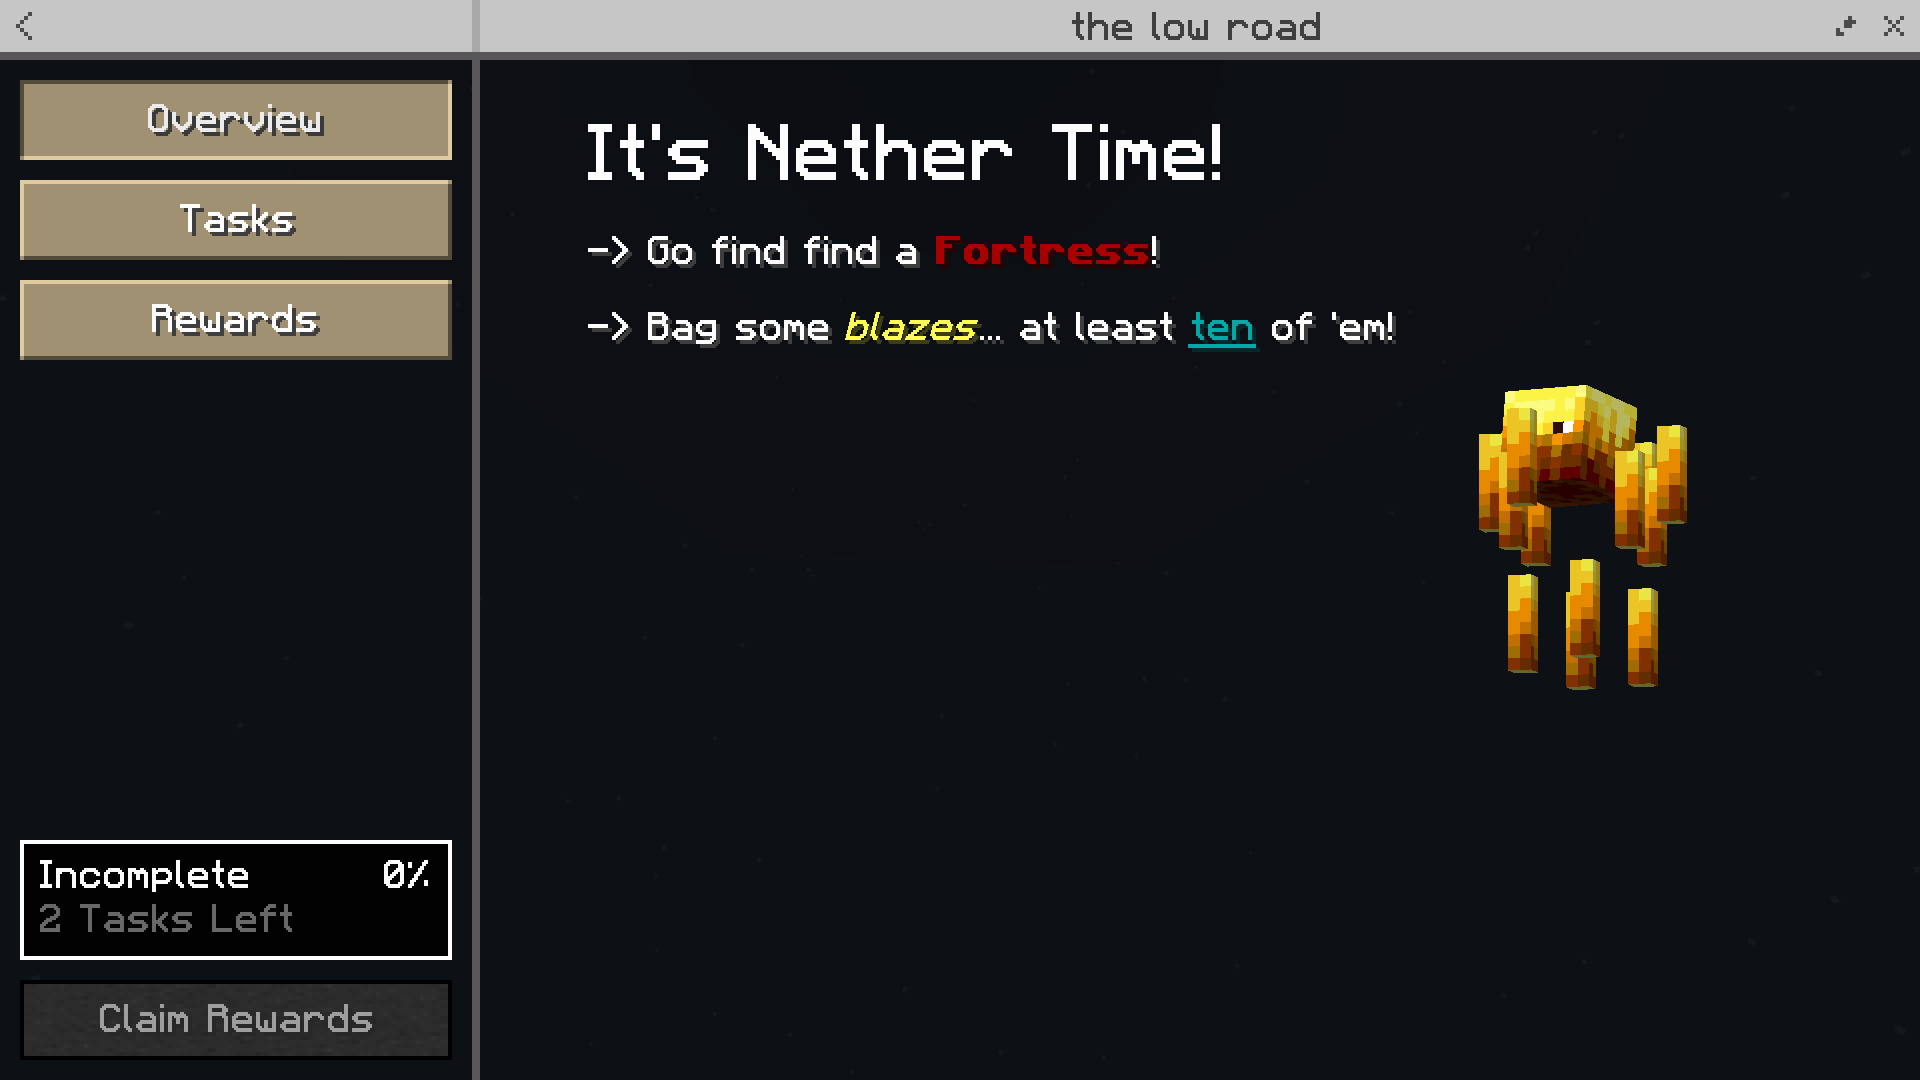 the low road
Overview
Tasks
Rewards
It's Nether Time!
-> Go find find a Fortress!
-> Bag some blazes... at least ten of 'em!
Incomplete 0%
2 Tasks Left
Claim Rewards